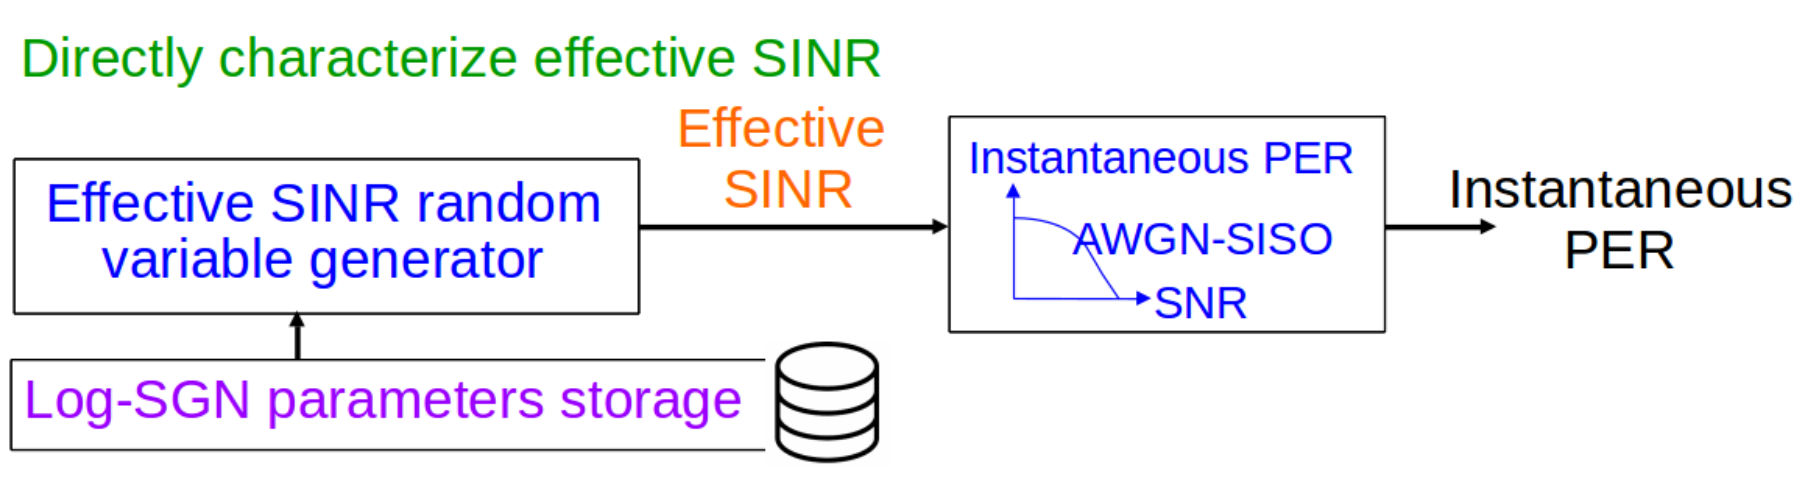 Directly characterize effective SINR
Effective
SINR
Effective SINR random
variable generator
Log-SGN parameters storage
Instantaneous PER
AWGN-SISO
SNR
Instantaneous
PER